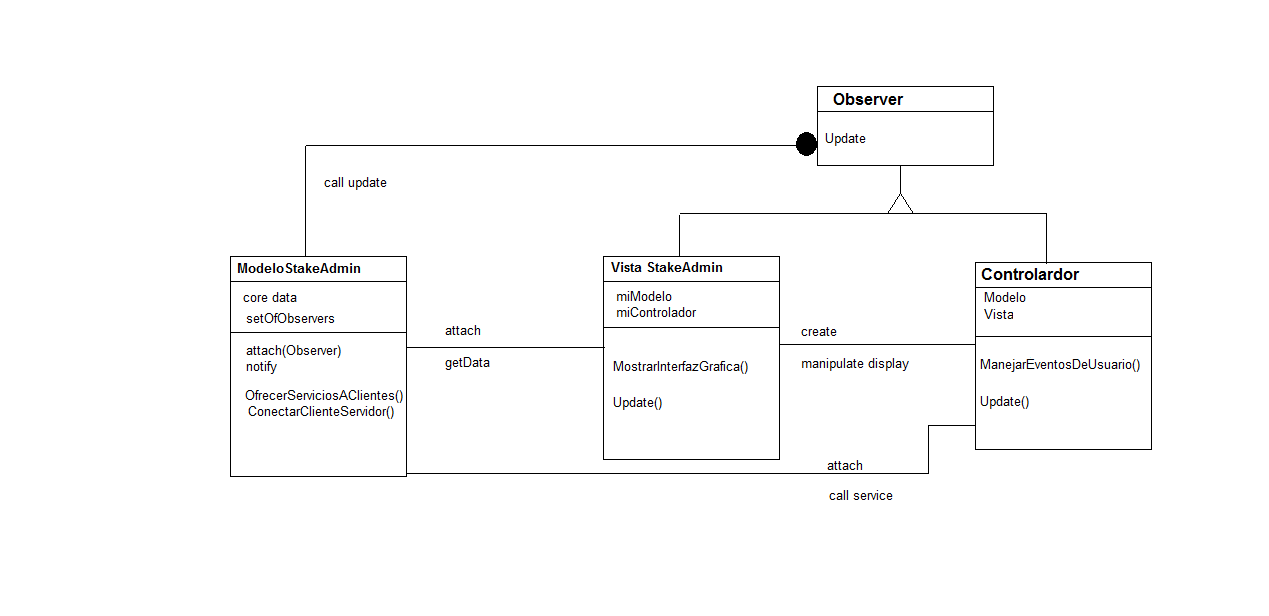 Observer
Update
call update
ModeloStakeAdmin
core data
setOfObservers
attach(Observer)
notify
OfrecerServiciosAClientes()
ConectarClienteServidor()
attach
getData
Vista StakeAdmin
miModelo
miControlador
MostrarInterfazGrafica()
Update()
create
manipulate display
Controlardor
Modelo
Vista
ManejarEventosDeUsuario()
Update()
attach
call service